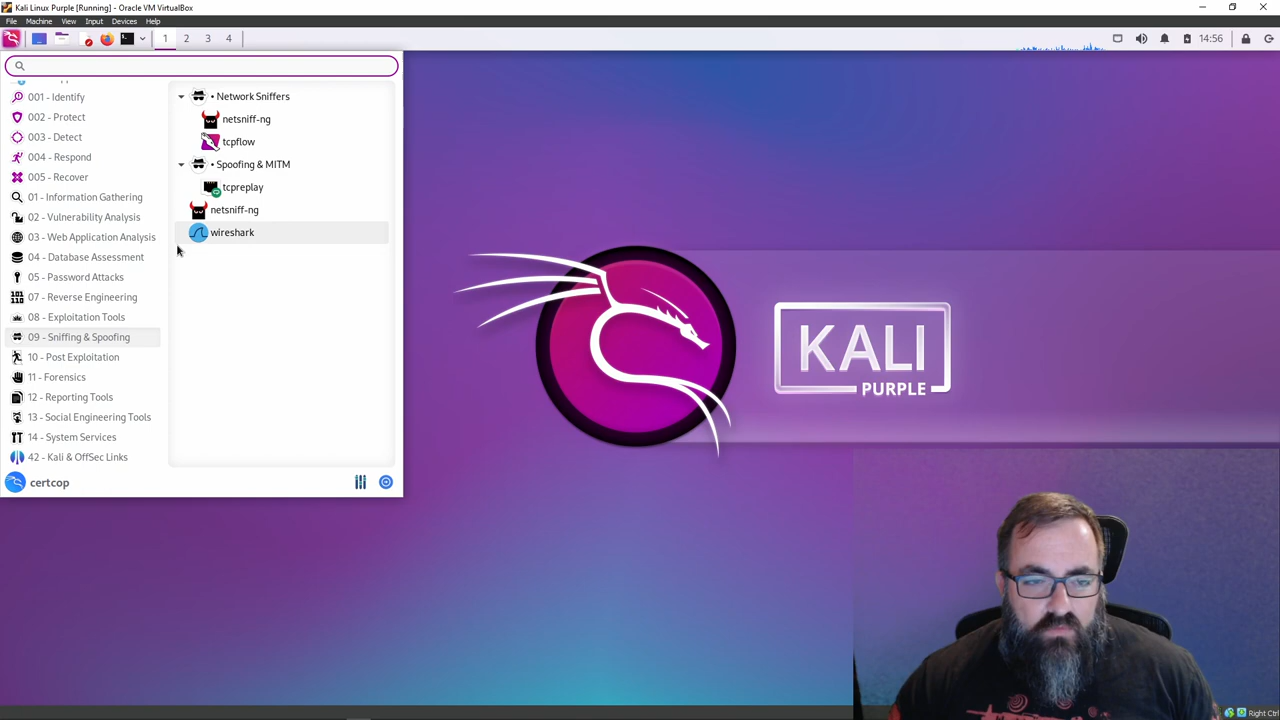 Kali Linux Purple [Running] - Oracle VM VirtualBox
File Machine View Input Devices Help
1 2 3 4
14:56
001 - Identify
002 - Protect
003 - Detect
004 - Respond
005 - Recover
01 - Information Gathering
02 - Vulnerability Analysis
03 - Web Application Analysis
04 - Database Assessment
05 - Password Attacks
07 - Reverse Engineering
08 - Exploitation Tools
09 - Sniffing & Spoofing
10 - Post Exploitation
11 - Forensics
12 - Reporting Tools
13 - Social Engineering Tools
14 - System Services
42 - Kali & OffSec Links
• Network Sniffers
netsniff-ng
tcpflow
• Spoofing & MITM
tcpreplay
netsniff-ng
wireshark
certcop
KALI
PURPLE
Right Ctrl